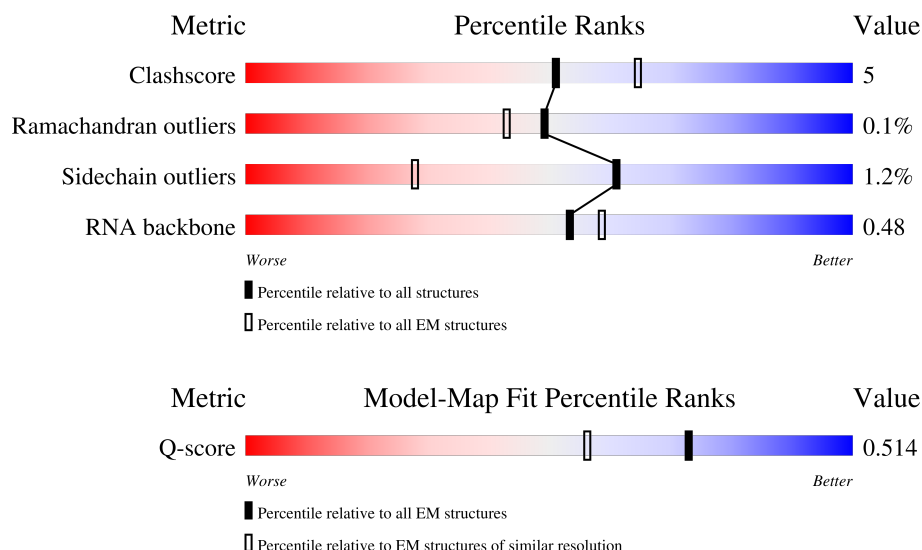 Metric Percentile Ranks Value
Clashscore 5
Ramachandran outliers 0.1%
Sidechain outliers 1.2%
RNA backbone 0.48
Worse Better
Percentile relative to all structures
Percentile relative to all EM structures
Metric Model-Map Fit Percentile Ranks Value
Q-score 0.514
Worse Better
Percentile relative to all EM structures
Percentile relative to EM structures of similar resolution